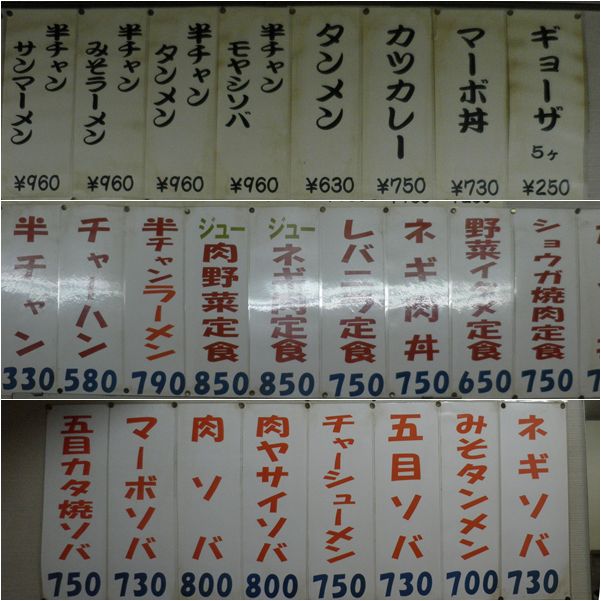 ギョーザ 5ヶ ¥250
マーボ丼 ¥730
カツカレー ¥750
タンメン ¥630
半チャン モヤシソバ ¥960
半チャン タンメン ¥960
半チャン みそラーメン ¥960
半チャン サンマーメン ¥960
ショウガ焼肉定食 750
野菜イタメ定食 650
ネギ肉丼 750
レバニラ定食 750
ジュー ネギ肉定食 850
ジュー 肉野菜定食 850
半チャンラーメン 790
チャーハン 580
半チャン 330
ネギソバ 730
みそタンメン 700
五目ソバ 730
チャーシューメン 750
肉ヤサイソバ 800
肉ソバ 800
マーボソバ 730
五目カタ焼ソバ 750